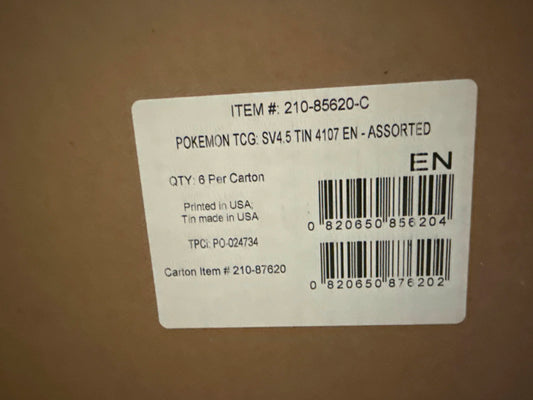 ITEM #: 210-85620-C
POKEMON TCG: SV4.5 TIN 4107 EN - ASSORTED
EN
QTY: 6 Per Carton
Printed in USA;
Tin made in USA
0 820650 856204
TPCi: PO-024734
Carton Item # 210-87620
0 820650 876202